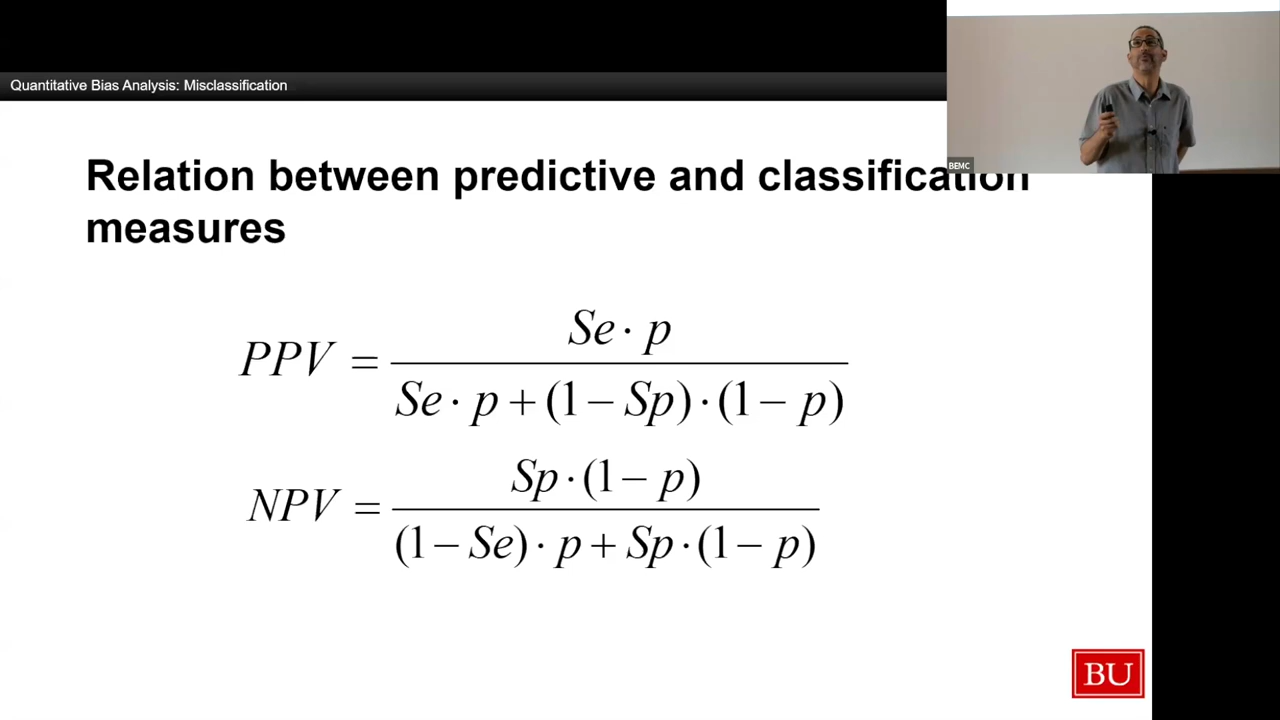 Quantitative Bias Analysis: Misclassification
BEMC
Relation between predictive and classification
measures
PPV = Se · p / (Se · p + (1 − Sp) · (1 − p))
NPV = Sp · (1 − p) / ((1 − Se) · p + Sp · (1 − p))
BU